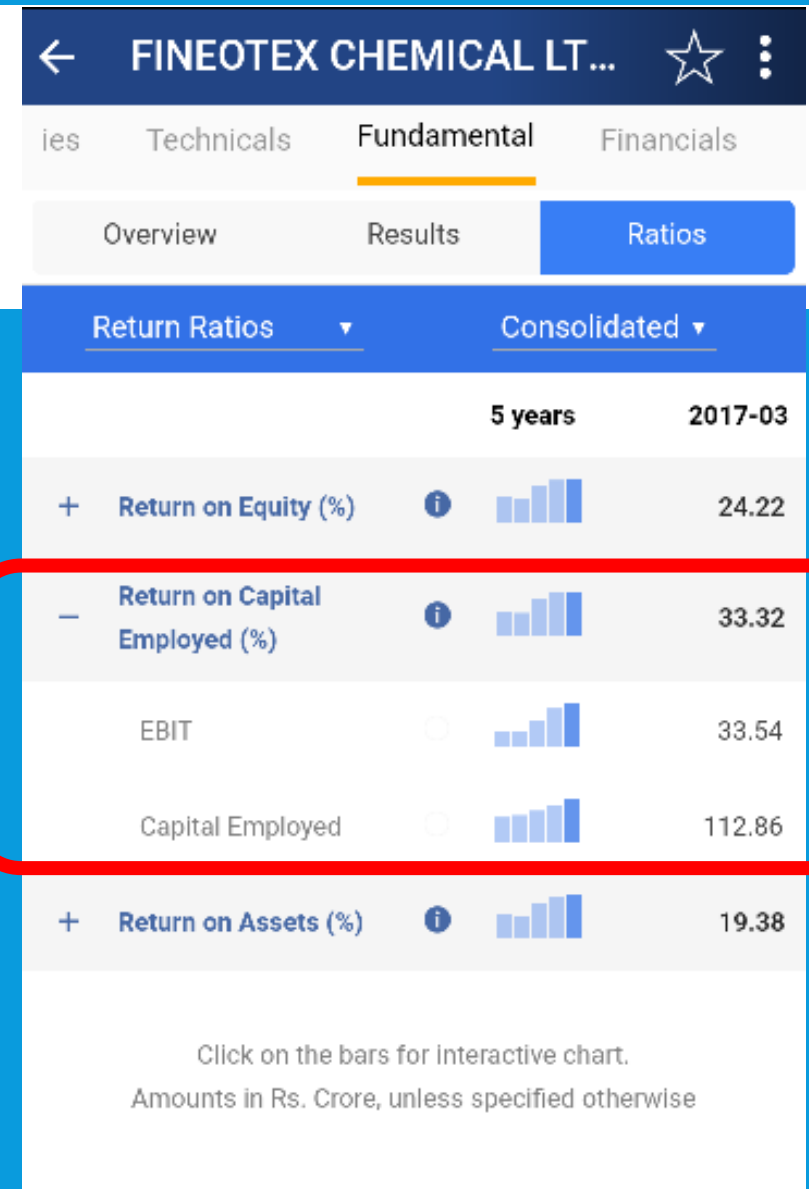 FINEOTEX CHEMICAL LT...
ies Technicals Fundamental Financials
Overview Results Ratios
Return Ratios Consolidated
5 years 2017-03
+ Return on Equity (%) 24.22
− Return on Capital
Employed (%) 33.32
EBIT 33.54
Capital Employed 112.86
+ Return on Assets (%) 19.38
Click on the bars for interactive chart.
Amounts in Rs. Crore, unless specified otherwise